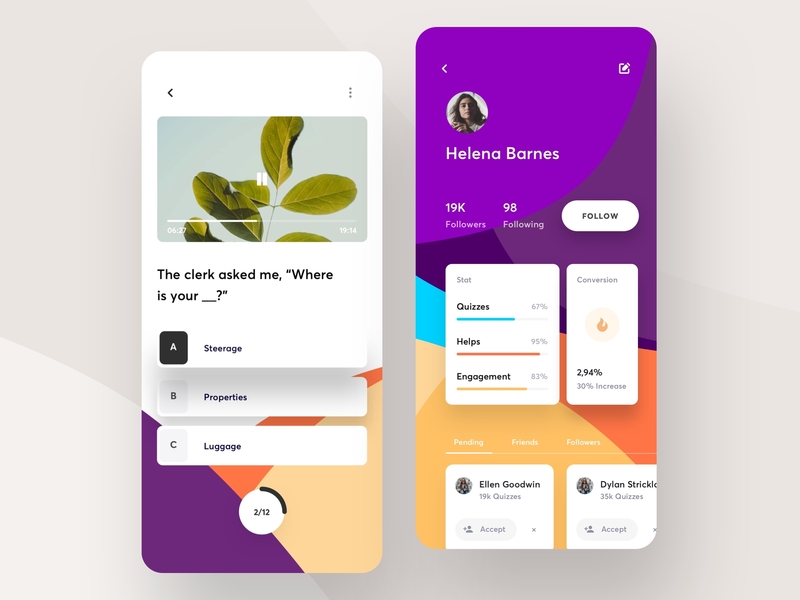 06:27
19:14
The clerk asked me, “Where
is your __?”
A
Steerage
B
Properties
C
Luggage
2/12
Helena Barnes
19K
98
Followers
Following
FOLLOW
Stat
Quizzes 67%
Helps 95%
Engagement 83%
Conversion
2,94%
30% Increase
Pending
Friends
Followers
Ellen Goodwin
19k Quizzes
Accept ×
Dylan Stricklc
35k Quizzes
Accept ×